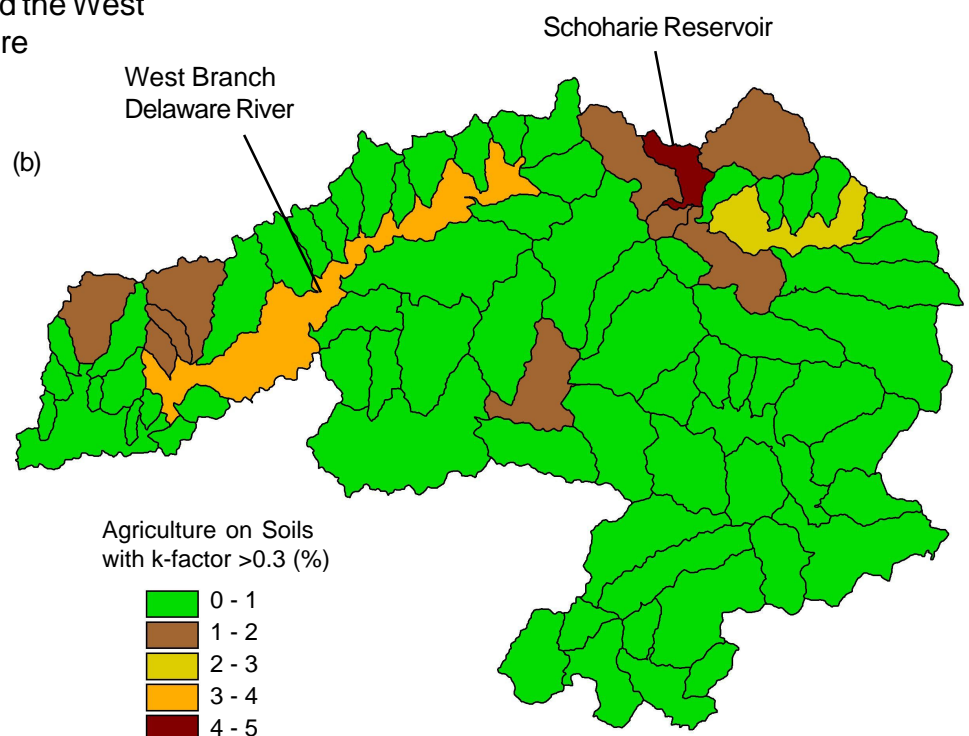 d the West
re
Schoharie Reservoir
West Branch
Delaware River
(b)
Agriculture on Soils
with k-factor >0.3 (%)
0 - 1
1 - 2
2 - 3
3 - 4
4 - 5